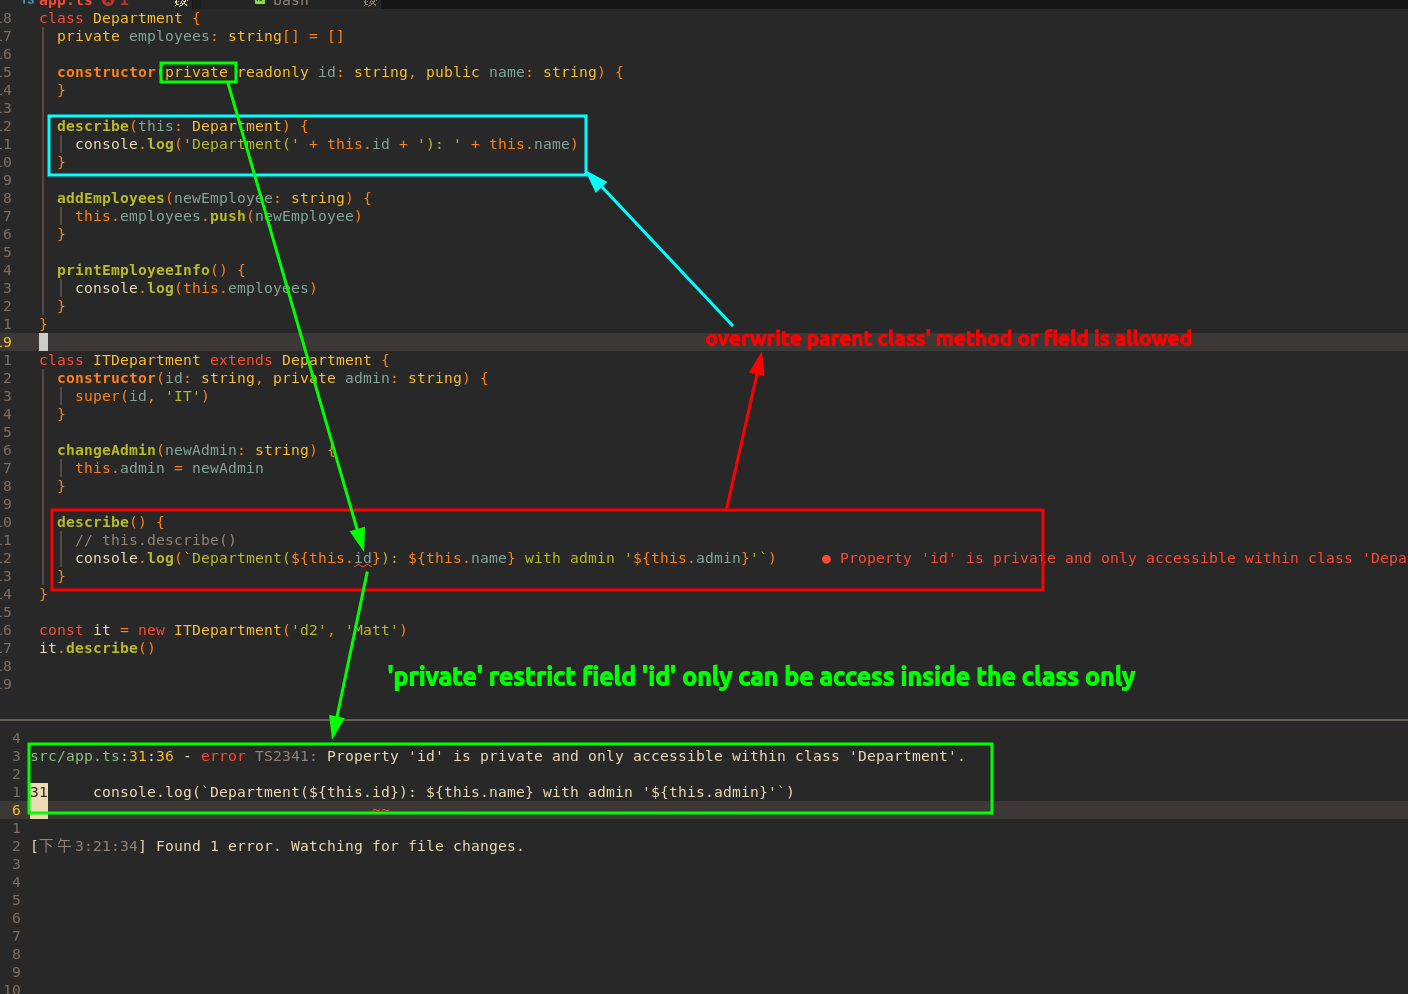 TS app.ts 1 bash
18 class Department {
17 private employees: string[] = []
16
15 constructor(private readonly id: string, public name: string) {
14 }
13
12 describe(this: Department) {
11 console.log('Department(' + this.id + '): ' + this.name)
10 }
9
8 addEmployees(newEmployee: string) {
7 this.employees.push(newEmployee)
6 }
5
4 printEmployeeInfo() {
3 console.log(this.employees)
2 }
1 }
overwrite parent class' method or field is allowed
19
1 class ITDepartment extends Department {
2 constructor(id: string, private admin: string) {
3 super(id, 'IT')
4 }
5
6 changeAdmin(newAdmin: string) {
7 this.admin = newAdmin
8 }
9
10 describe() {
11 // this.describe()
12 console.log(`Department(${this.id}): ${this.name} with admin '${this.admin}'`) ● Property 'id' is private and only accessible within class 'Depa
13 }
14 }
15
16 const it = new ITDepartment('d2', 'Matt')
17 it.describe()
18
'private' restrict field 'id' only can be access inside the class only
19
4
3 src/app.ts:31:36 - error TS2341: Property 'id' is private and only accessible within class 'Department'.
2
1 31 console.log(`Department(${this.id}): ${this.name} with admin '${this.admin}'`)
6 ~~
1
2 [下午3:21:34] Found 1 error. Watching for file changes.
3
4
5
6
7
8
9
10